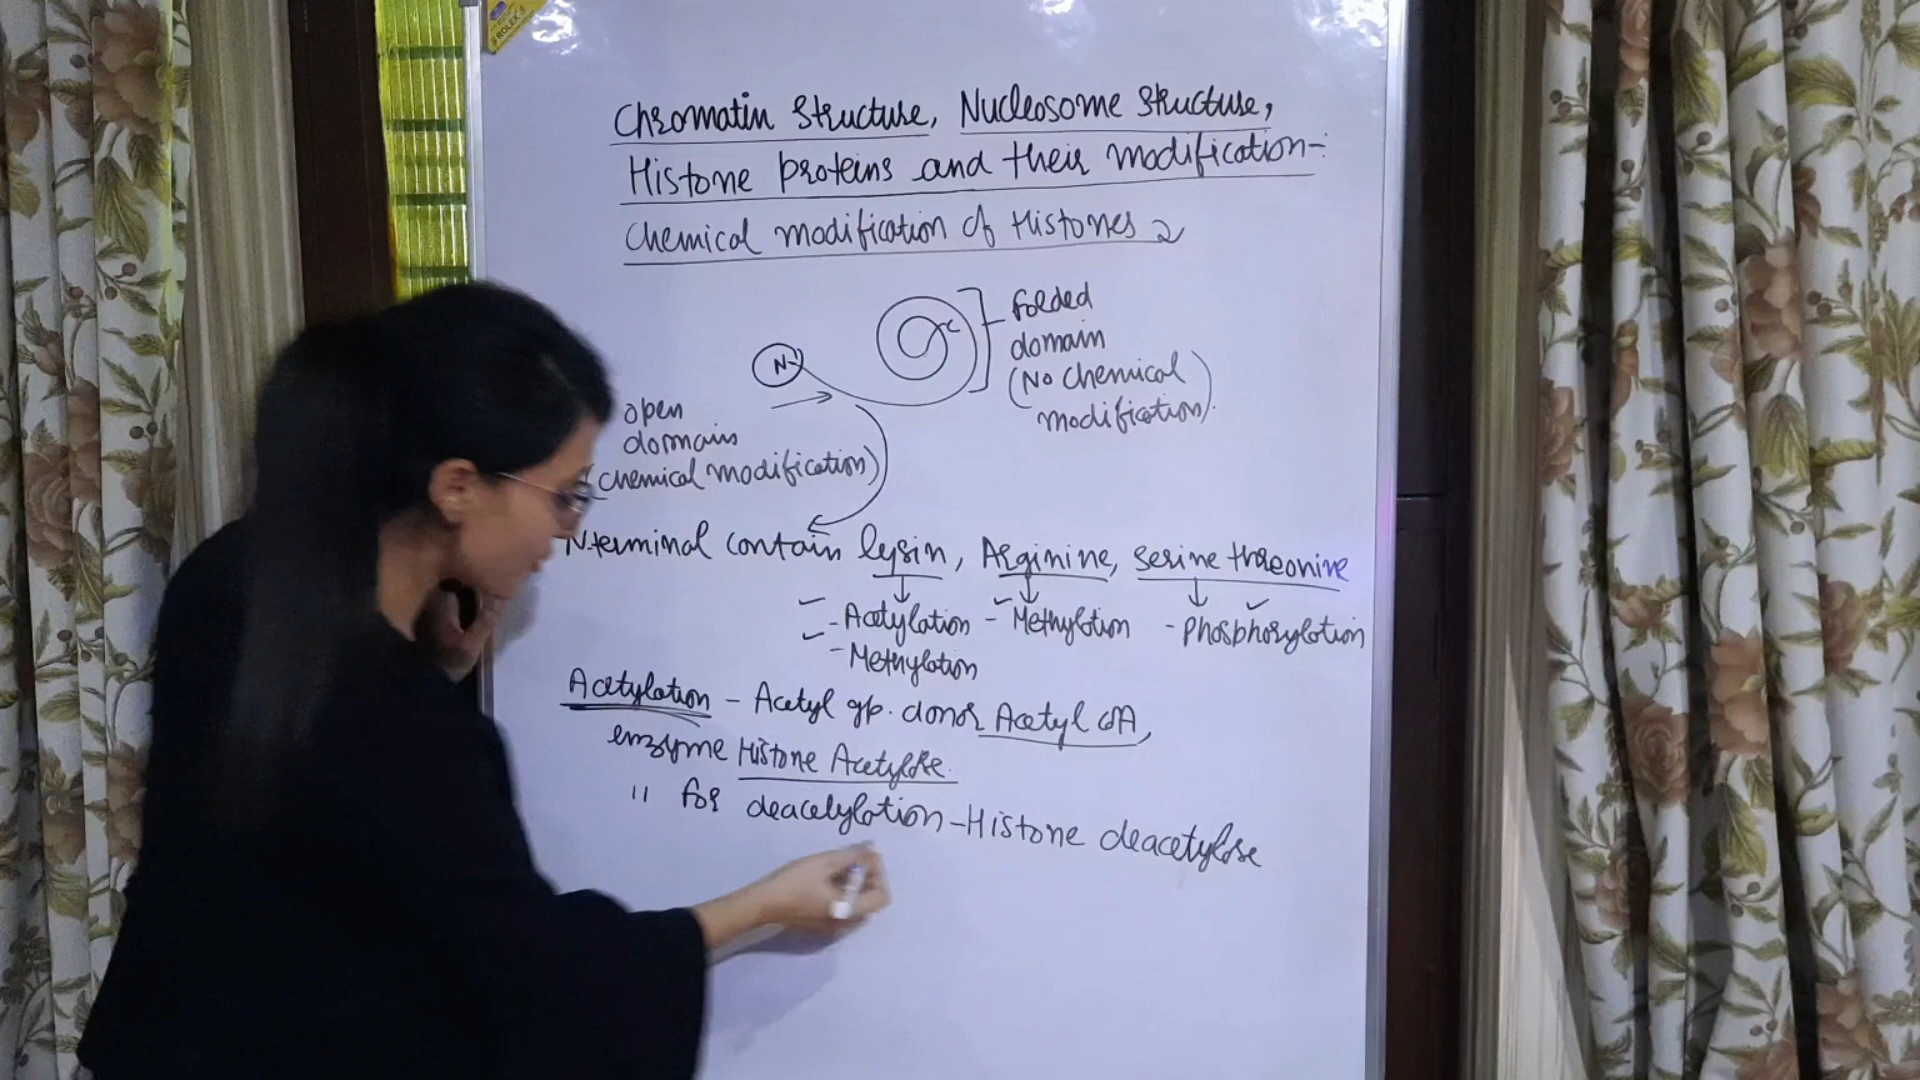 ROLEX
Chromatin structure, Nucleosome structure,
Histone proteins and their modification-:
Chemical modification of Histones
N-
C
Folded
domain
(No chemical
modification).
open
domain
(chemical modification)
N-terminal contain lysin, Arginine, serine threonine
- Acetylation - Methyltion - Phosphorylation
- Methylation
Acetylation - Acetyl gp. donor Acetyl coA,
enzyme Histone Acetylase.
" for deacetylation - Histone deacetylase